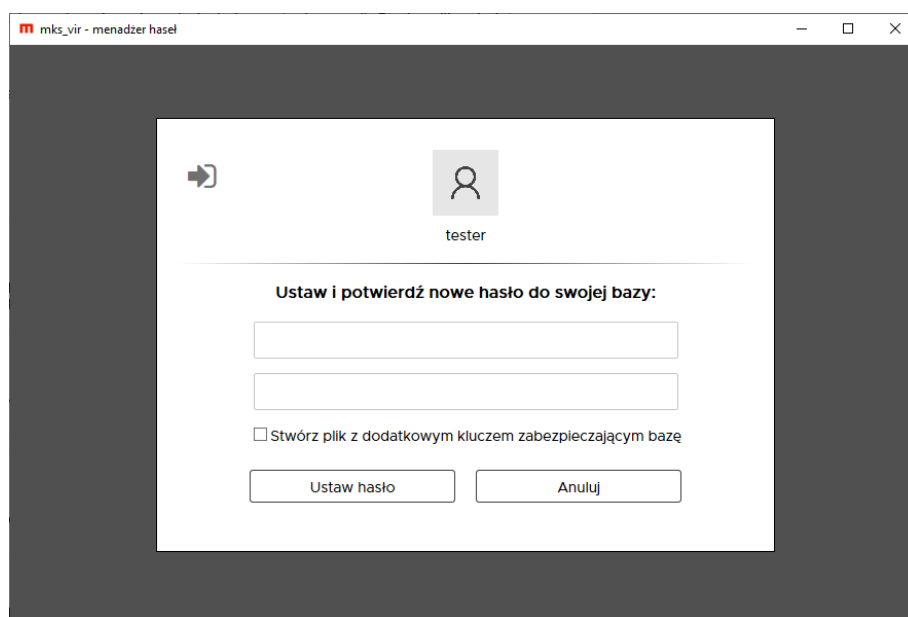 mks_vir - menadżer haseł
tester
Ustaw i potwierdź nowe hasło do swojej bazy:
Stwórz plik z dodatkowym kluczem zabezpieczającym bazę
Ustaw hasło
Anuluj